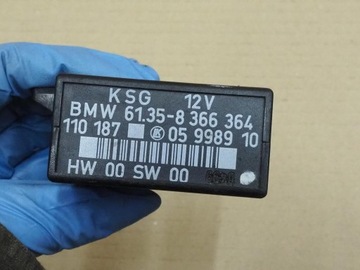 KSG 12V
BMW 61.35-8 366 364
110 187 05 9989 10
HW 00 SW 00